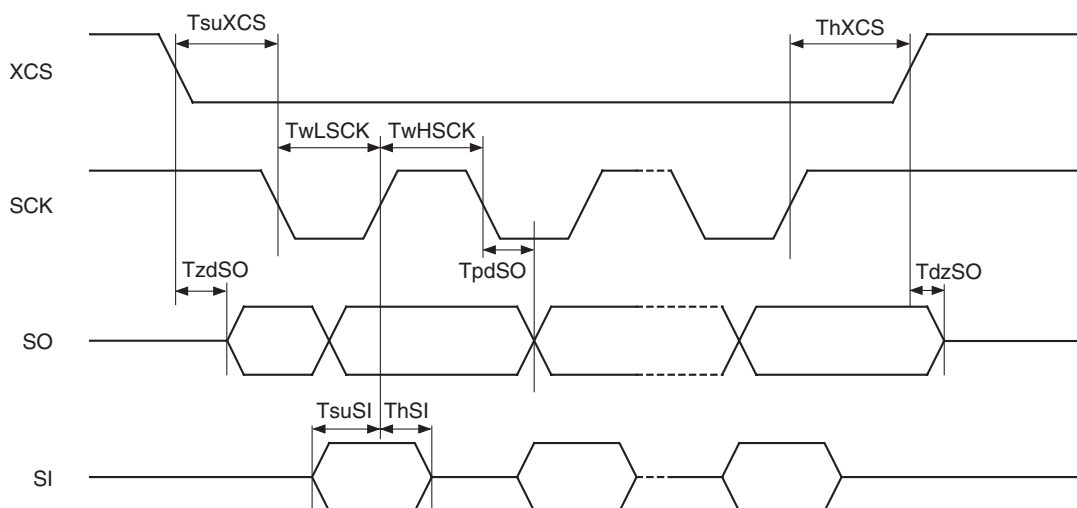 TsuXCS
ThXCS
XCS
TwLSCK TwHSCK
SCK
TzdSO
TpdSO
TdzSO
SO
TsuSI ThSI
SI